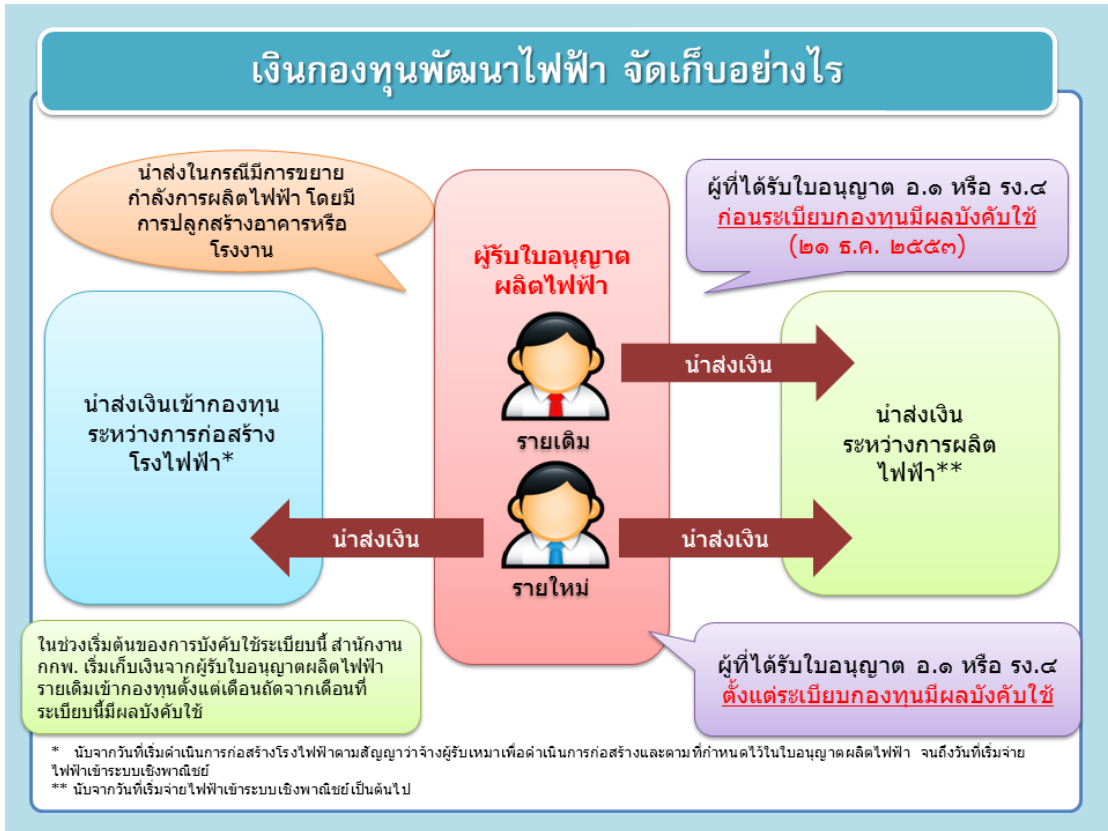 เงินกองทุนพัฒนาไฟฟ้า จัดเก็บอย่างไร
นำส่งในกรณีมีการขยาย
กำลังการผลิตไฟฟ้า โดยมี
การปลูกสร้างอาคารหรือ
โรงงาน
ผู้รับใบอนุญาต
ผลิตไฟฟ้า
ผู้ที่ได้รับใบอนุญาต อ.๑ หรือ รง.๔
ก่อนระเบียบกองทุนมีผลบังคับใช้
(๒๑ ธ.ค. ๒๕๕๓)
นำส่งเงินเข้ากองทุน
ระหว่างการก่อสร้าง
โรงไฟฟ้า*
นำส่งเงิน
รายเดิม
นำส่งเงิน
ระหว่างการผลิต
ไฟฟ้า**
นำส่งเงิน
นำส่งเงิน
รายใหม่
ในช่วงเริ่มต้นของการบังคับใช้ระเบียบนี้ สำนักงาน
กกพ. เริ่มเก็บเงินจากผู้รับใบอนุญาตผลิตไฟฟ้า
รายเดิมเข้ากองทุนตั้งแต่เดือนถัดจากเดือนที่
ระเบียบนี้มีผลบังคับใช้
ผู้ที่ได้รับใบอนุญาต อ.๑ หรือ รง.๔
ตั้งแต่ระเบียบกองทุนมีผลบังคับใช้
* นับจากวันที่เริ่มดำเนินการก่อสร้างโรงไฟฟ้าตามสัญญาว่าจ้างผู้รับเหมาเพื่อดำเนินการก่อสร้างและตามที่กำหนดไว้ในใบอนุญาตผลิตไฟฟ้า จนถึงวันที่เริ่มจ่าย
ไฟฟ้าเข้าระบบเชิงพาณิชย์
** นับจากวันที่เริ่มจ่ายไฟฟ้าเข้าระบบเชิงพาณิชย์เป็นต้นไป